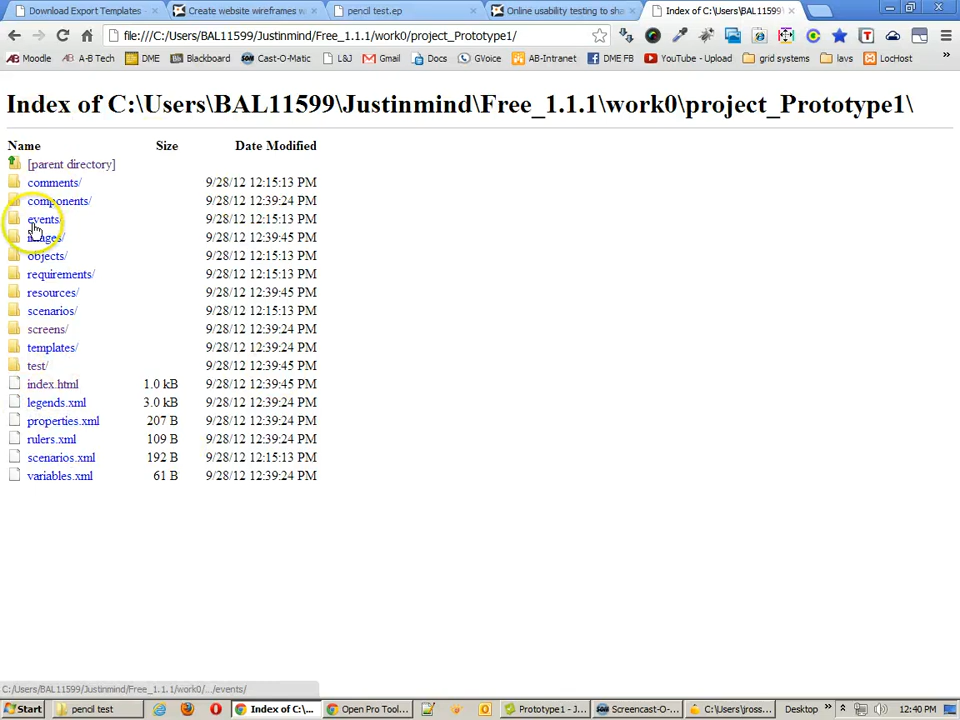 Download Export Templates
Create website wireframes w
pencil test.ep
Online usability testing to sha
Index of C:\Users\BAL11599\
file:///C:/Users/BAL11599/Justinmind/Free_1.1.1/work0/project_Prototype1/
Moodle A-B Tech DME Blackboard Cast-O-Matic L&J Gmail Docs GVoice AB-Intranet DME FB YouTube - Upload grid systems lavs LocHost »
Index of C:\Users\BAL11599\Justinmind\Free_1.1.1\work0\project_Prototype1\
Name Size Date Modified
[parent directory]
comments/ 9/28/12 12:15:13 PM
components/ 9/28/12 12:39:24 PM
events/ 9/28/12 12:15:13 PM
images/ 9/28/12 12:39:45 PM
objects/ 9/28/12 12:15:13 PM
requirements/ 9/28/12 12:15:13 PM
resources/ 9/28/12 12:39:45 PM
scenarios/ 9/28/12 12:15:13 PM
screens/ 9/28/12 12:39:24 PM
templates/ 9/28/12 12:39:24 PM
test/ 9/28/12 12:39:45 PM
index.html 1.0 kB 9/28/12 12:39:45 PM
legends.xml 3.0 kB 9/28/12 12:39:24 PM
properties.xml 207 B 9/28/12 12:39:24 PM
rulers.xml 109 B 9/28/12 12:39:24 PM
scenarios.xml 192 B 9/28/12 12:15:13 PM
variables.xml 61 B 9/28/12 12:39:24 PM
C:/Users/BAL11599/Justinmind/Free_1.1.1/work0/.../events/
Start pencil test Index of C:\... Open Pro Tool... Prototype1 - J... Screencast-O-... C:\Users\jross... Desktop » 12:40 PM